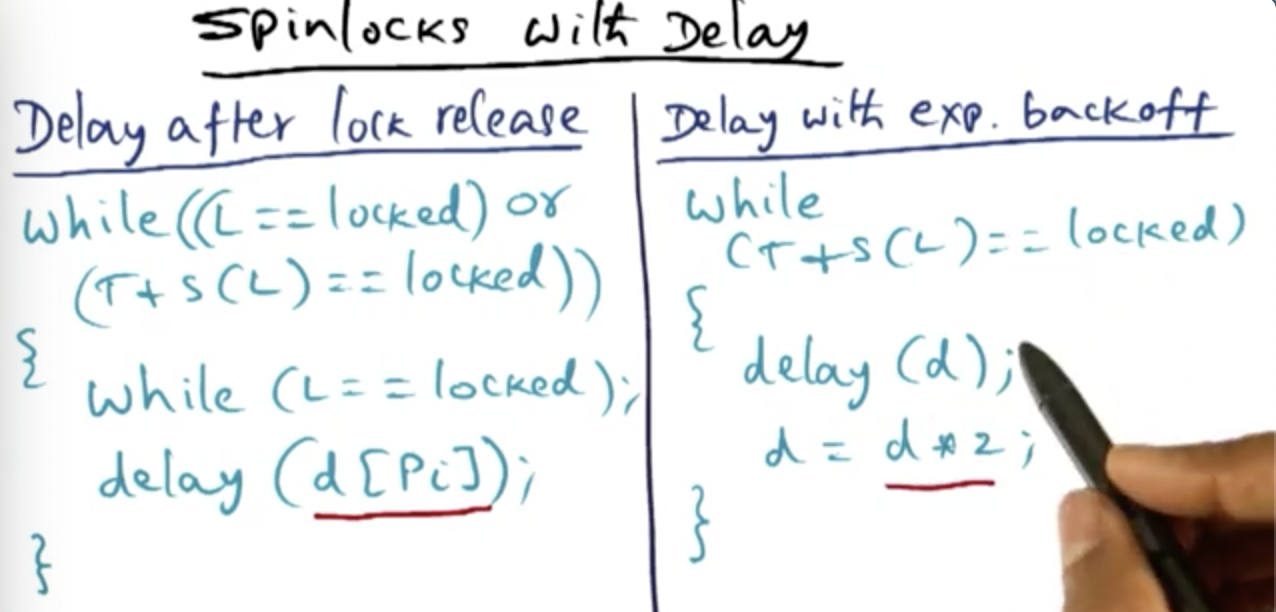 Spinlocks with Delay
Delay after lock release
while((L == locked) or
(T+S(L) == locked))
{
while (L == locked);
delay (d[Pi]);
}
Delay with exp. backoff
while
(T+S(L) == locked)
{
delay (d);
d = d * 2;
}